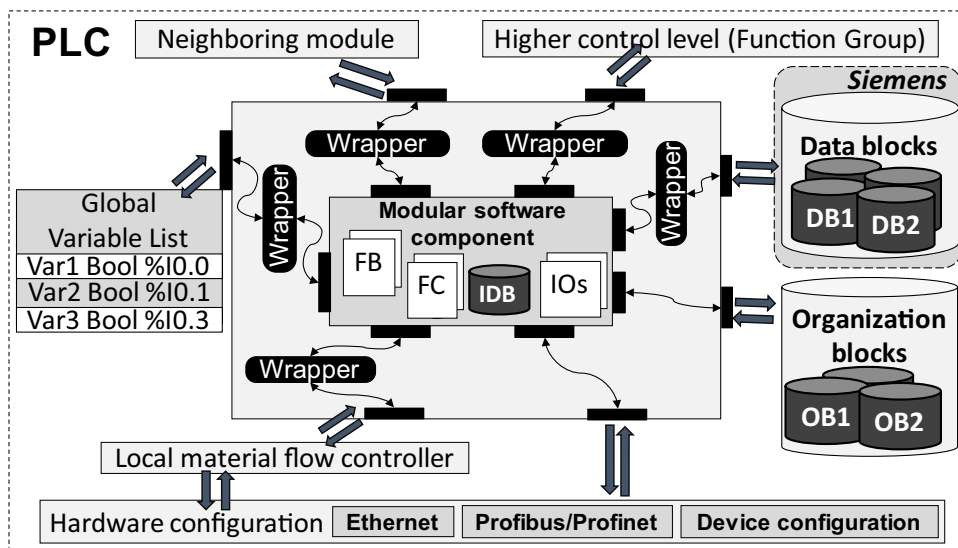 PLC
Neighboring module
Higher control level (Function Group)
Siemens
Data blocks
DB1
DB2
Wrapper
Wrapper
Wrapper
Wrapper
Global
Variable List
Var1 Bool %I0.0
Var2 Bool %I0.1
Var3 Bool %I0.3
Modular software
component
FB
FC
IDB
IOs
Organization
blocks
OB1
OB2
Wrapper
Local material flow controller
Hardware configuration
Ethernet
Profibus/Profinet
Device configuration